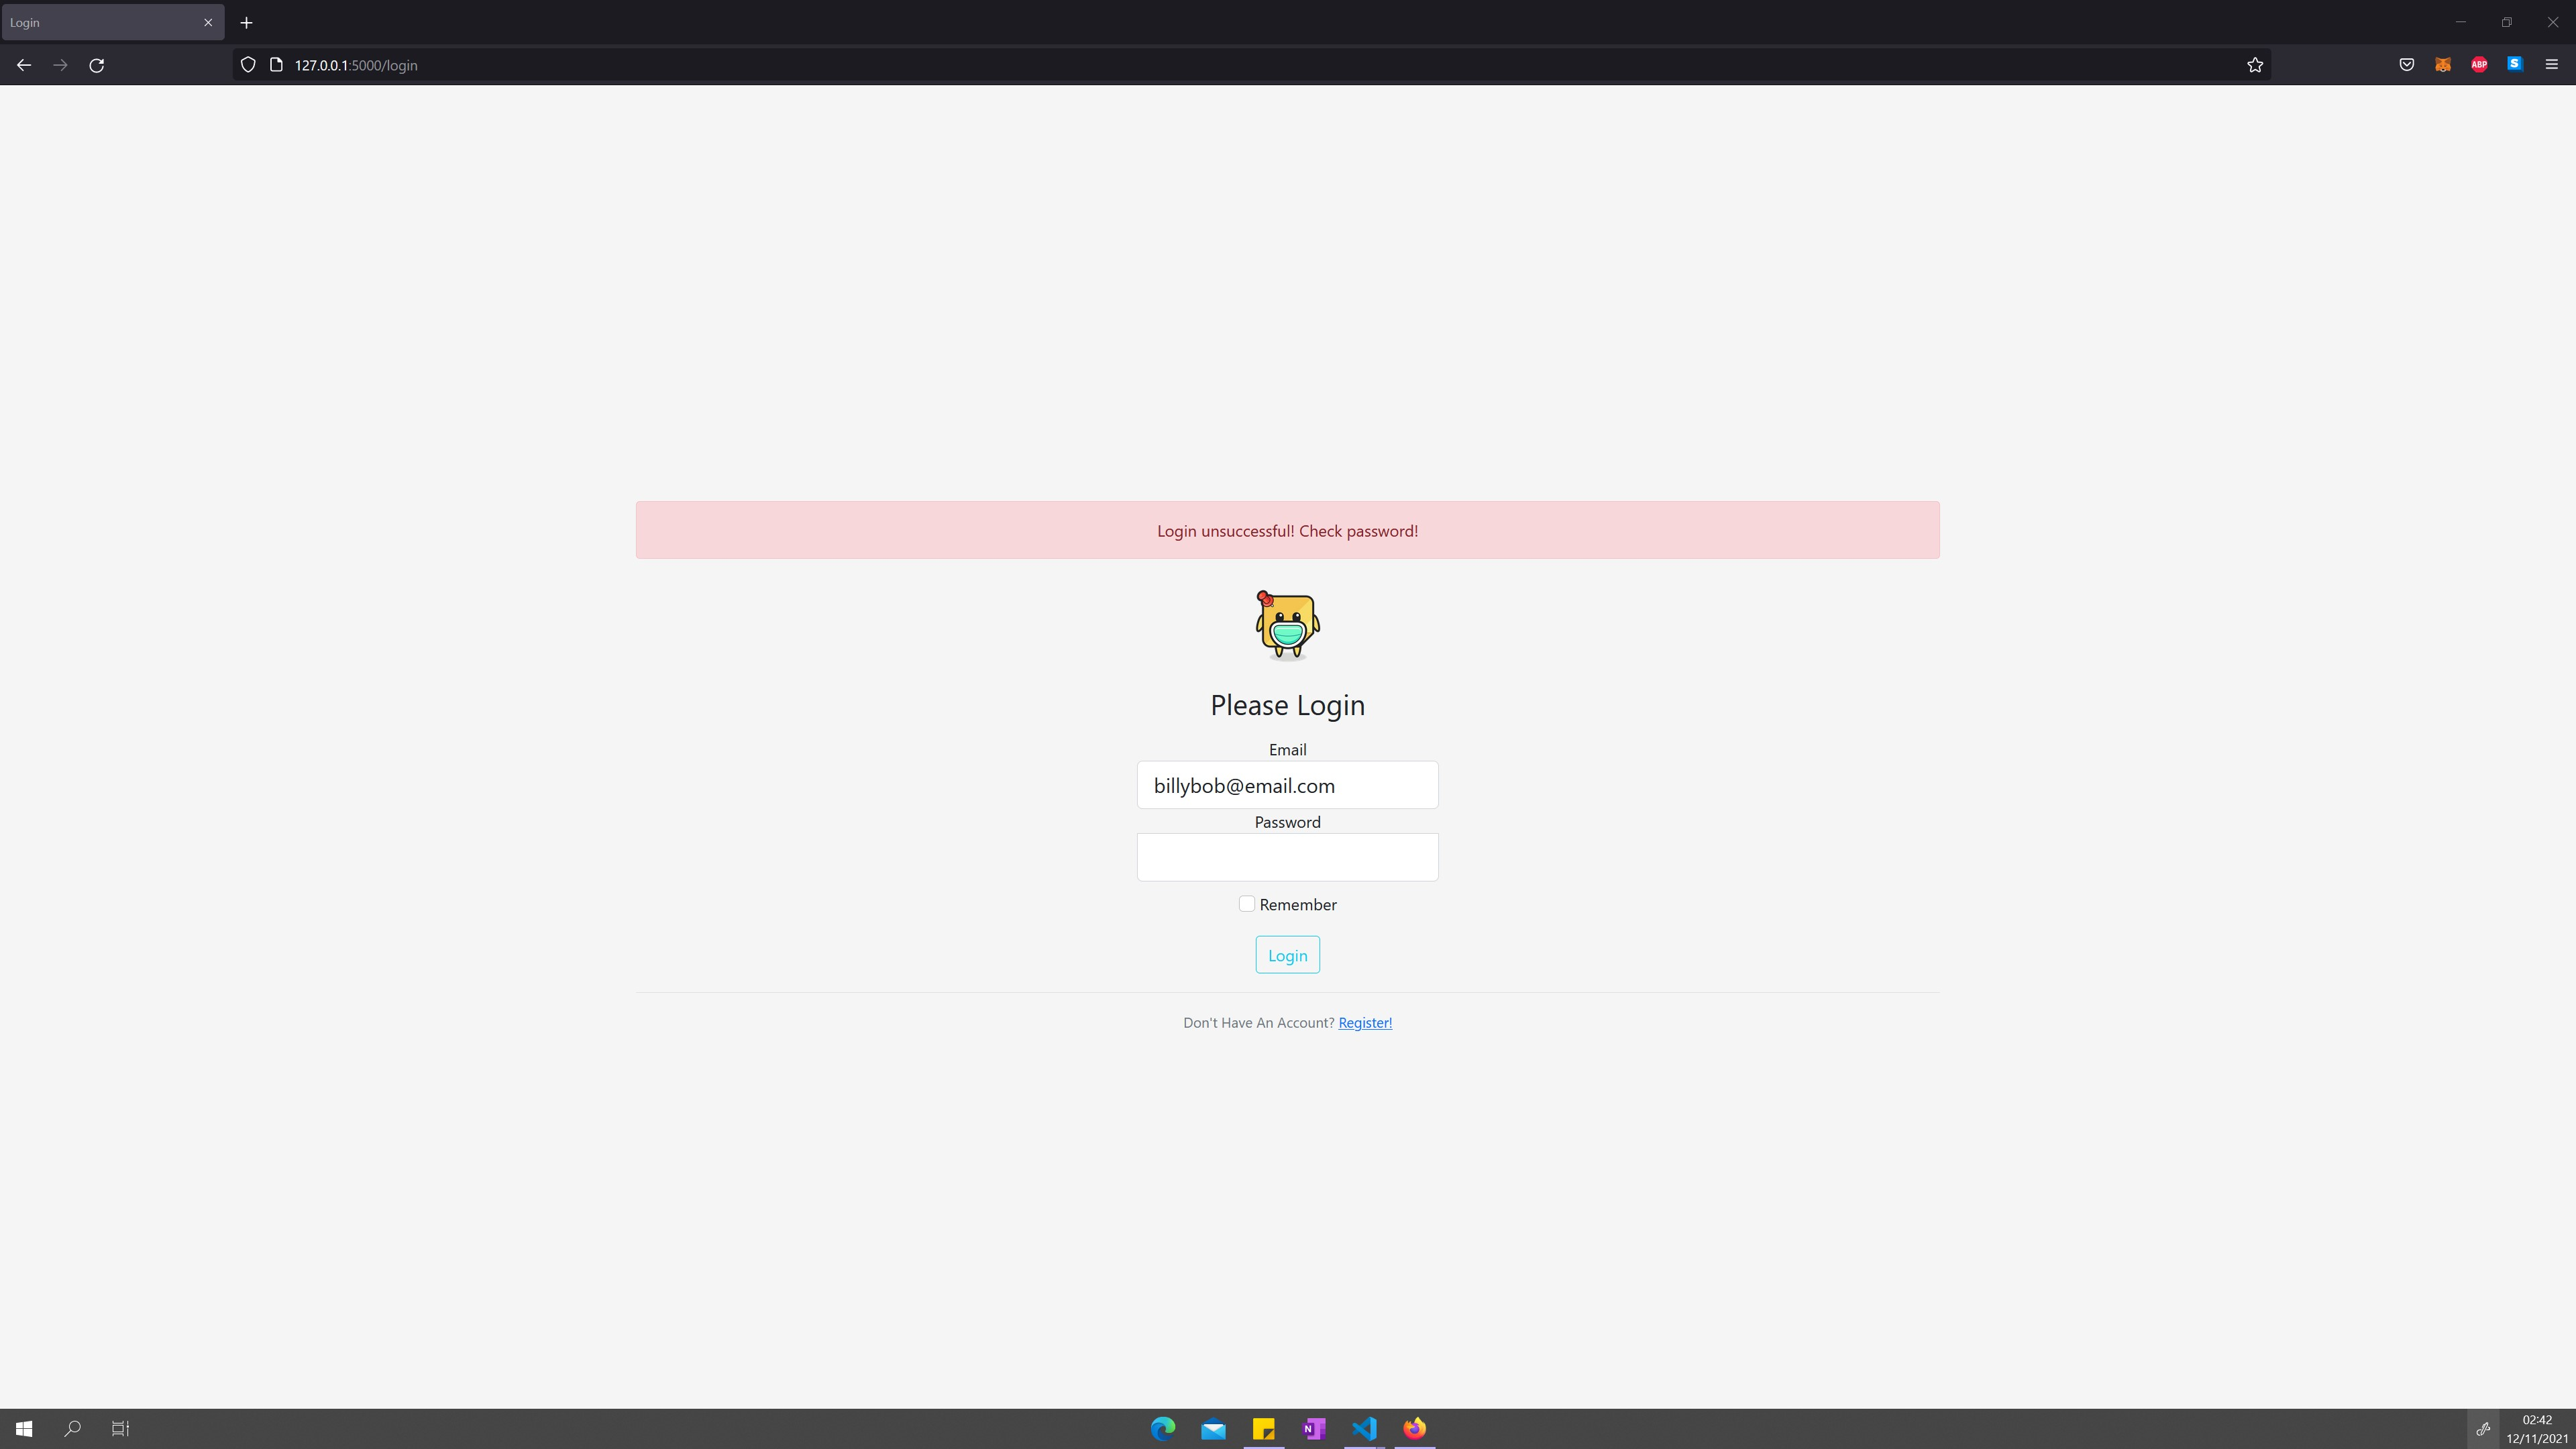 Login
127.0.0.1:5000/login
ABP
S
Login unsuccessful! Check password!
Please Login
Email
billybob@email.com
Password
Remember
Login
Don't Have An Account? Register!
N
02:42
12/11/2021